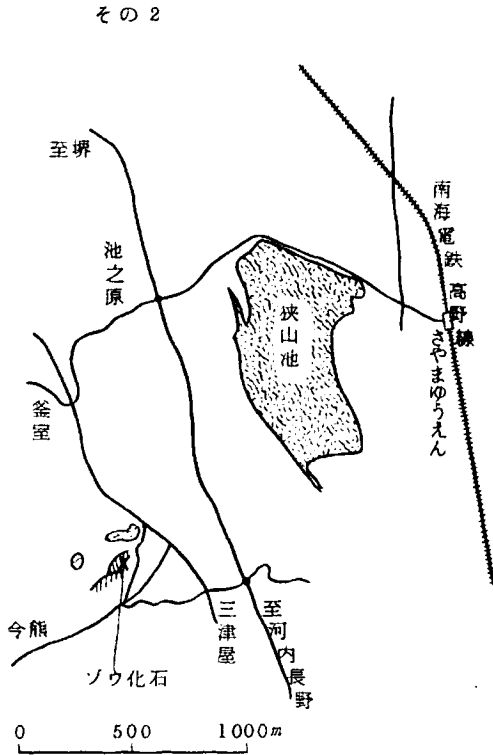 その2
至堺
南海電鉄高野線
池之原
狭山池
さやまゆうえん
釜室
今熊
三津屋
至河内長野
ゾウ化石
0 500 1000m